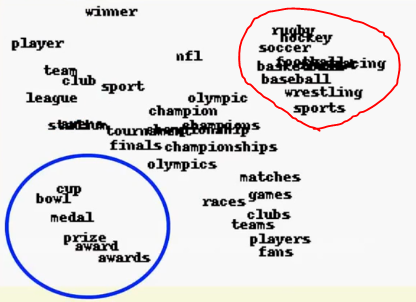 winner
rugby
hockey
player
soccer
nfl
football
team
basketball
club
baseball
sport
wrestling
league
olympic
sports
champion
stadium
champions
tournament
championship
finals
championships
olympics
matches
cup
games
bowl
races
medal
clubs
teams
prize
players
award
fans
awards